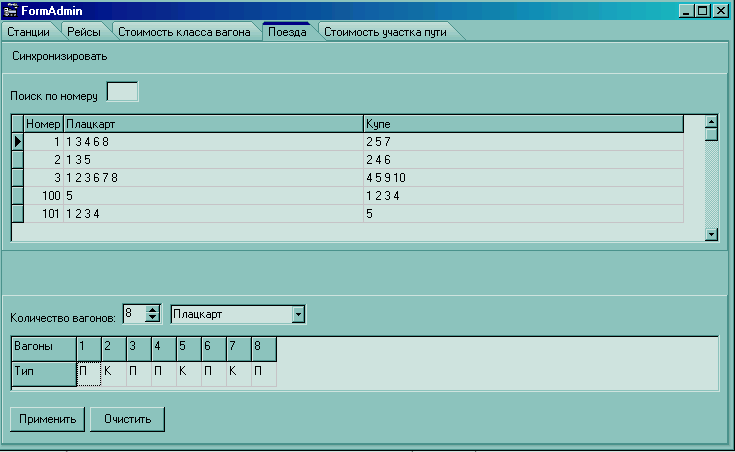 FormAdmin
Станции Рейсы Стоимость класса вагона Поезда Стоимость участка пути
Синхронизировать
Поиск по номеру
Номер Плацкарт Купе
1 1 3 4 6 8 2 5 7
2 1 3 5 2 4 6
3 1 2 3 6 7 8 4 5 9 10
100 5 1 2 3 4
101 1 2 3 4 5
Количество вагонов: 8 Плацкарт
Вагоны 1 2 3 4 5 6 7 8
Тип П К П П К П К П
Применить Очистить